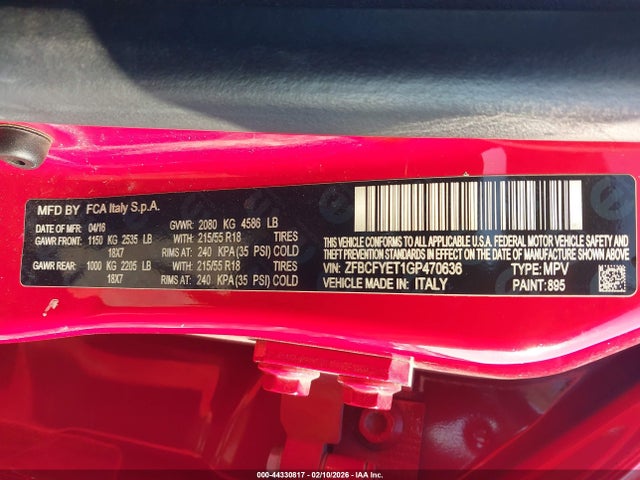 MFD BY FCA Italy S.p.A.
DATE OF MFR 04/16 GVWR: 2080 KG 4586 LB
GAWR FRONT: 1150 KG 2535 LB WITH: 215/55 R18 TIRES
18X7 RIMS AT: 240 KPA (35 PSI) COLD
GAWR REAR: 1000 KG 2205 LB WITH: 215/55 R18 TIRES
18X7 RIMS AT: 240 KPA (35 PSI) COLD
THIS VEHICLE CONFORMS TO ALL APPLICABLE U.S.A. FEDERAL MOTOR VEHICLE SAFETY
AND THEFT PREVENTION STANDARDS IN EFFECT ON THE DATE OF MANUFACTURE SHOWN ABOVE
VIN: ZFBCFYET1GP470636 TYPE: MPV
VEHICLE MADE IN: ITALY PAINT: 895
000-44330817 - 02/10/2026 - IAA Inc.